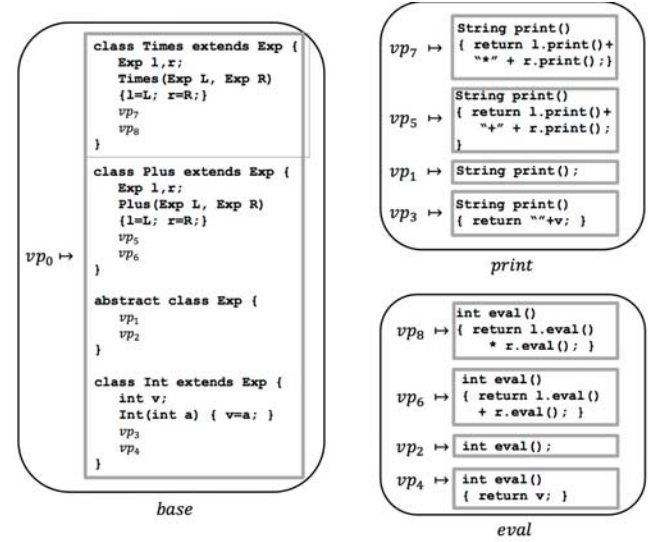 vp₀ ↦
class Times extends Exp {
Exp l,r;
Times(Exp L, Exp R)
{l=L; r=R;}
vp₇
vp₈
}
class Plus extends Exp {
Exp l,r;
Plus(Exp L, Exp R)
{l=L; r=R;}
vp₅
vp₆
}
abstract class Exp {
vp₁
vp₂
}
class Int extends Exp {
int v;
Int(int a) { v=a; }
vp₃
vp₄
}
base
vp₇ ↦
String print()
{ return l.print()+
"*" + r.print();}
vp₅ ↦
String print()
{ return l.print()+
"+" + r.print();
}
vp₁ ↦ String print();
vp₃ ↦
String print()
{ return ""+v; }
print
vp₈ ↦
int eval()
{ return l.eval()
* r.eval(); }
vp₆ ↦
int eval()
{ return l.eval()
+ r.eval(); }
vp₂ ↦ int eval();
vp₄ ↦
int eval()
{ return v; }
eval